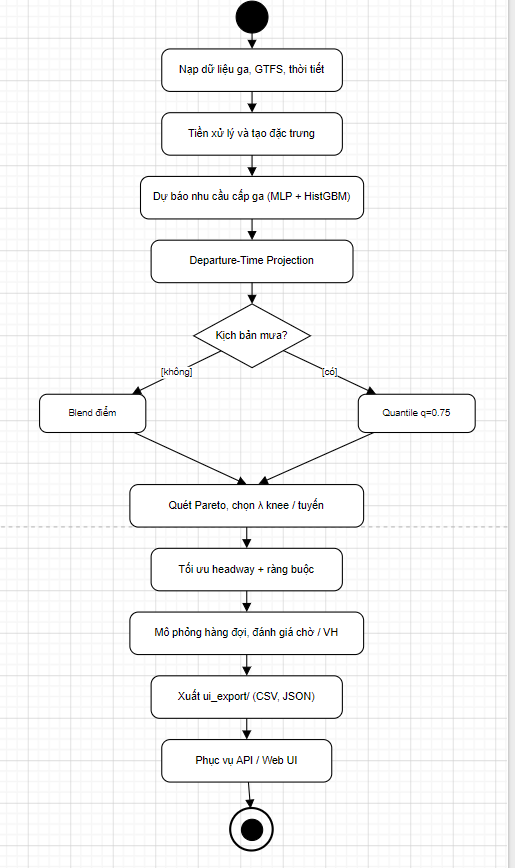 Nạp dữ liệu ga, GTFS, thời tiết
Tiền xử lý và tạo đặc trưng
Dự báo nhu cầu cấp ga (MLP + HistGBM)
Departure-Time Projection
Kịch bản mưa?
[không]
[có]
Blend điểm
Quantile q=0.75
Quét Pareto, chọn λ knee / tuyến
Tối ưu headway + ràng buộc
Mô phỏng hàng đợi, đánh giá chờ / VH
Xuất ui_export/ (CSV, JSON)
Phục vụ API / Web UI